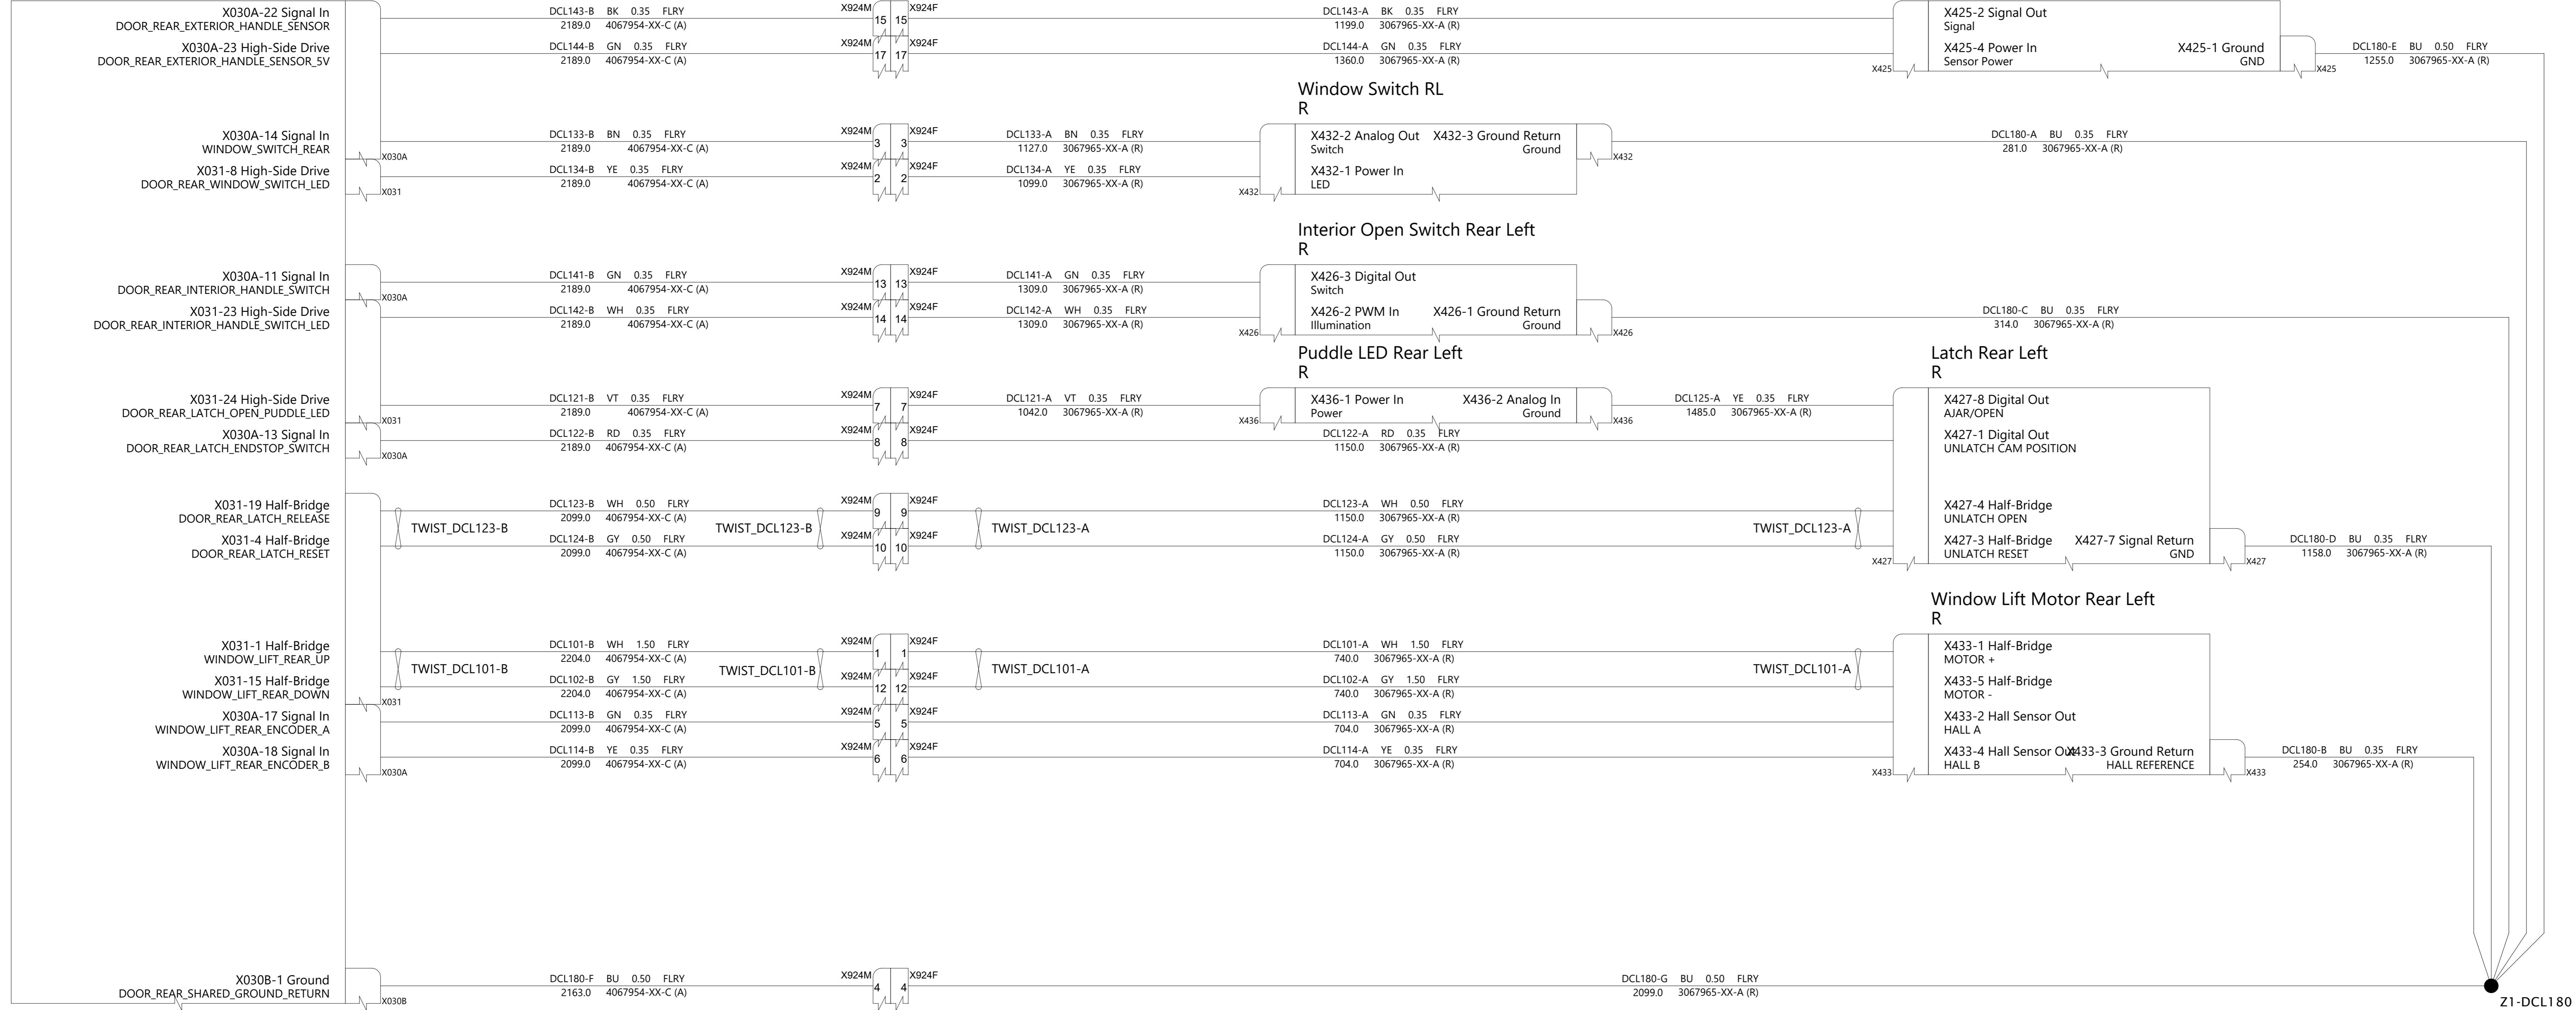 X030A-22 Signal In
DOOR_REAR_EXTERIOR_HANDLE_SENSOR
DCL143-B BK 0.35 FLRY
2189.0 4067954-XX-C (A)
X924M 15 15 X924F
DCL143-A BK 0.35 FLRY
1199.0 3067965-XX-A (R)
X425-2 Signal Out
Signal
X030A-23 High-Side Drive
DOOR_REAR_EXTERIOR_HANDLE_SENSOR_5V
DCL144-B GN 0.35 FLRY
2189.0 4067954-XX-C (A)
X924M 17 17 X924F
DCL144-A GN 0.35 FLRY
1360.0 3067965-XX-A (R)
X425
X425-4 Power In
Sensor Power
X425-1 Ground
GND
X425
DCL180-E BU 0.50 FLRY
1255.0 3067965-XX-A (R)
Window Switch RL
R
X030A-14 Signal In
WINDOW_SWITCH_REAR
X030A
DCL133-B BN 0.35 FLRY
2189.0 4067954-XX-C (A)
X924M 3 3 X924F
DCL133-A BN 0.35 FLRY
1127.0 3067965-XX-A (R)
X432-2 Analog Out
Switch
X432-3 Ground Return
Ground
X432
DCL180-A BU 0.35 FLRY
281.0 3067965-XX-A (R)
X031-8 High-Side Drive
DOOR_REAR_WINDOW_SWITCH_LED
X031
DCL134-B YE 0.35 FLRY
2189.0 4067954-XX-C (A)
X924M 2 2 X924F
DCL134-A YE 0.35 FLRY
1099.0 3067965-XX-A (R)
X432
X432-1 Power In
LED
Interior Open Switch Rear Left
R
X030A-11 Signal In
DOOR_REAR_INTERIOR_HANDLE_SWITCH
X030A
DCL141-B GN 0.35 FLRY
2189.0 4067954-XX-C (A)
X924M 13 13 X924F
DCL141-A GN 0.35 FLRY
1309.0 3067965-XX-A (R)
X426-3 Digital Out
Switch
X031-23 High-Side Drive
DOOR_REAR_INTERIOR_HANDLE_SWITCH_LED
DCL142-B WH 0.35 FLRY
2189.0 4067954-XX-C (A)
X924M 14 14 X924F
DCL142-A WH 0.35 FLRY
1309.0 3067965-XX-A (R)
X426
X426-2 PWM In
Illumination
X426-1 Ground Return
Ground
X426
DCL180-C BU 0.35 FLRY
314.0 3067965-XX-A (R)
Puddle LED Rear Left
R
Latch Rear Left
R
X031-24 High-Side Drive
DOOR_REAR_LATCH_OPEN_PUDDLE_LED
X031
DCL121-B VT 0.35 FLRY
2189.0 4067954-XX-C (A)
X924M 7 7 X924F
DCL121-A VT 0.35 FLRY
1042.0 3067965-XX-A (R)
X436
X436-1 Power In
Power
X436-2 Analog In
Ground
X436
DCL125-A YE 0.35 FLRY
1485.0 3067965-XX-A (R)
X427-8 Digital Out
AJAR/OPEN
X030A-13 Signal In
DOOR_REAR_LATCH_ENDSTOP_SWITCH
X030A
DCL122-B RD 0.35 FLRY
2189.0 4067954-XX-C (A)
X924M 8 8 X924F
DCL122-A RD 0.35 FLRY
1150.0 3067965-XX-A (R)
X427-1 Digital Out
UNLATCH CAM POSITION
X031-19 Half-Bridge
DOOR_REAR_LATCH_RELEASE
DCL123-B WH 0.50 FLRY
2099.0 4067954-XX-C (A)
X924M 9 9 X924F
DCL123-A WH 0.50 FLRY
1150.0 3067965-XX-A (R)
X427-4 Half-Bridge
UNLATCH OPEN
TWIST_DCL123-B TWIST_DCL123-B TWIST_DCL123-A TWIST_DCL123-A
X031-4 Half-Bridge
DOOR_REAR_LATCH_RESET
DCL124-B GY 0.50 FLRY
2099.0 4067954-XX-C (A)
X924M 10 10 X924F
DCL124-A GY 0.50 FLRY
1150.0 3067965-XX-A (R)
X427
X427-3 Half-Bridge
UNLATCH RESET
X427-7 Signal Return
GND
X427
DCL180-D BU 0.35 FLRY
1158.0 3067965-XX-A (R)
Window Lift Motor Rear Left
R
X031-1 Half-Bridge
WINDOW_LIFT_REAR_UP
DCL101-B WH 1.50 FLRY
2204.0 4067954-XX-C (A)
X924M 1 1 X924F
DCL101-A WH 1.50 FLRY
740.0 3067965-XX-A (R)
X433-1 Half-Bridge
MOTOR +
TWIST_DCL101-B TWIST_DCL101-B TWIST_DCL101-A TWIST_DCL101-A
X031-15 Half-Bridge
WINDOW_LIFT_REAR_DOWN
X031
DCL102-B GY 1.50 FLRY
2204.0 4067954-XX-C (A)
X924M 12 12 X924F
DCL102-A GY 1.50 FLRY
740.0 3067965-XX-A (R)
X433-5 Half-Bridge
MOTOR -
X030A-17 Signal In
WINDOW_LIFT_REAR_ENCODER_A
DCL113-B GN 0.35 FLRY
2099.0 4067954-XX-C (A)
X924M 5 5 X924F
DCL113-A GN 0.35 FLRY
704.0 3067965-XX-A (R)
X433-2 Hall Sensor Out
HALL A
X030A-18 Signal In
WINDOW_LIFT_REAR_ENCODER_B
X030A
DCL114-B YE 0.35 FLRY
2099.0 4067954-XX-C (A)
X924M 6 6 X924F
DCL114-A YE 0.35 FLRY
704.0 3067965-XX-A (R)
X433
X433-4 Hall Sensor Out
HALL B
X433-3 Ground Return
HALL REFERENCE
X433
DCL180-B BU 0.35 FLRY
254.0 3067965-XX-A (R)
X030B-1 Ground
DOOR_REAR_SHARED_GROUND_RETURN
X030B
DCL180-F BU 0.50 FLRY
2163.0 4067954-XX-C (A)
X924M 4 4 X924F
DCL180-G BU 0.50 FLRY
2099.0 3067965-XX-A (R)
Z1-DCL180